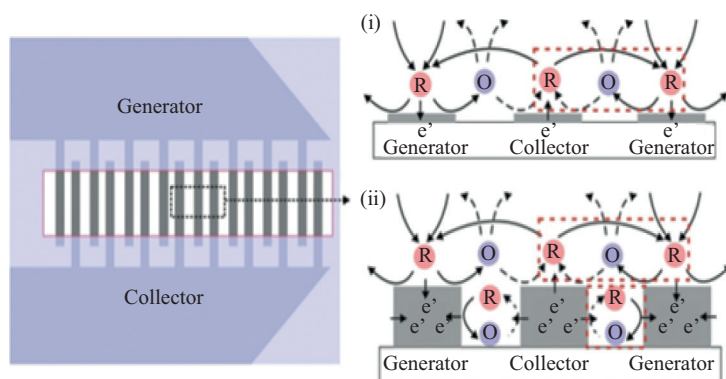 Generator
Collector
(i)
R O R O R
e' e' e'
Generator Collector Generator
(ii)
R O R O R
R R
e' e' e'
e' e' e' e' e' e'
O O
Generator Collector Generator